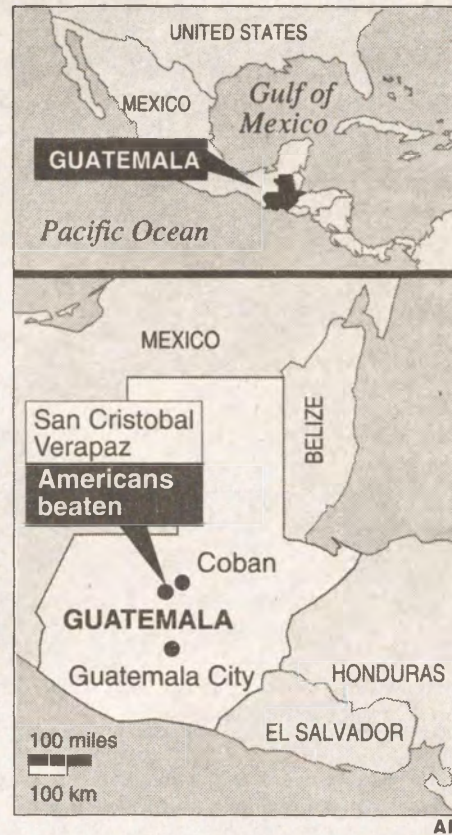 UNITED STATES
MEXICO
Gulf of
Mexico
GUATEMALA
Pacific Ocean
MEXICO
BELIZE
San Cristobal
Verapaz
Americans
beaten
Coban
GUATEMALA
Guatemala City
HONDURAS
EL SALVADOR
100 miles
100 km